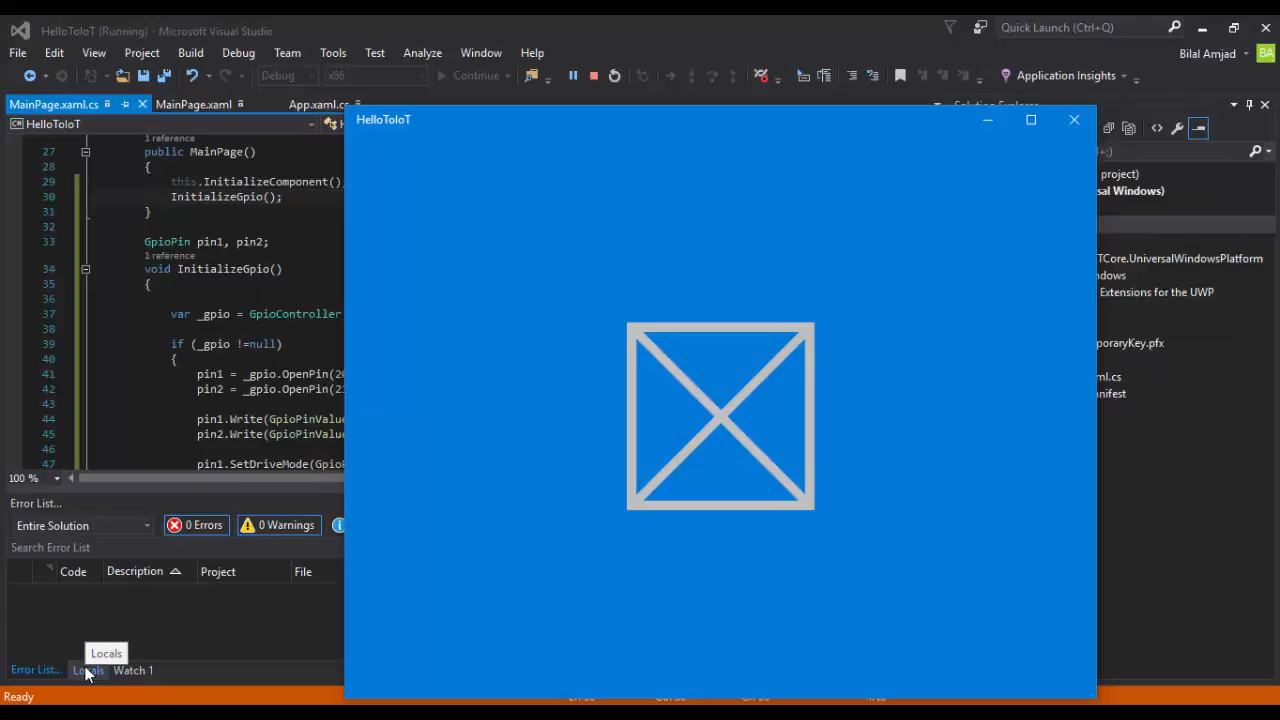 HelloToIoT (Running) - Microsoft Visual Studio
Quick Launch (Ctrl+Q)
File Edit View Project Build Debug Team Tools Test Analyze Window Help
Bilal Amjad BA
Debug x86 Continue Application Insights
MainPage.xaml.cs MainPage.xaml App.xaml.cs
HelloToIoT
HelloToIoT
1 reference
27 public MainPage()
28 {
29 this.InitializeComponent()
30 InitializeGpio();
31 }
32
33 GpioPin pin1, pin2;
1 reference
34 void InitializeGpio()
35 {
36
37 var _gpio = GpioController
38
39 if (_gpio !=null)
40 {
41 pin1 = _gpio.OpenPin(20
42 pin2 = _gpio.OpenPin(21
43
44 pin1.Write(GpioPinValue
45 pin2.Write(GpioPinValue
46
47 pin1.SetDriveMode(GpioP
100 %
project)
sal Windows)
TCore.UniversalWindowsPlatform
ndows
Extensions for the UWP
poraryKey.pfx
ml.cs
nifest
Error List...
Entire Solution 0 Errors 0 Warnings
Search Error List
Code Description Project File
Locals
Error List... Locals Watch 1
Ready